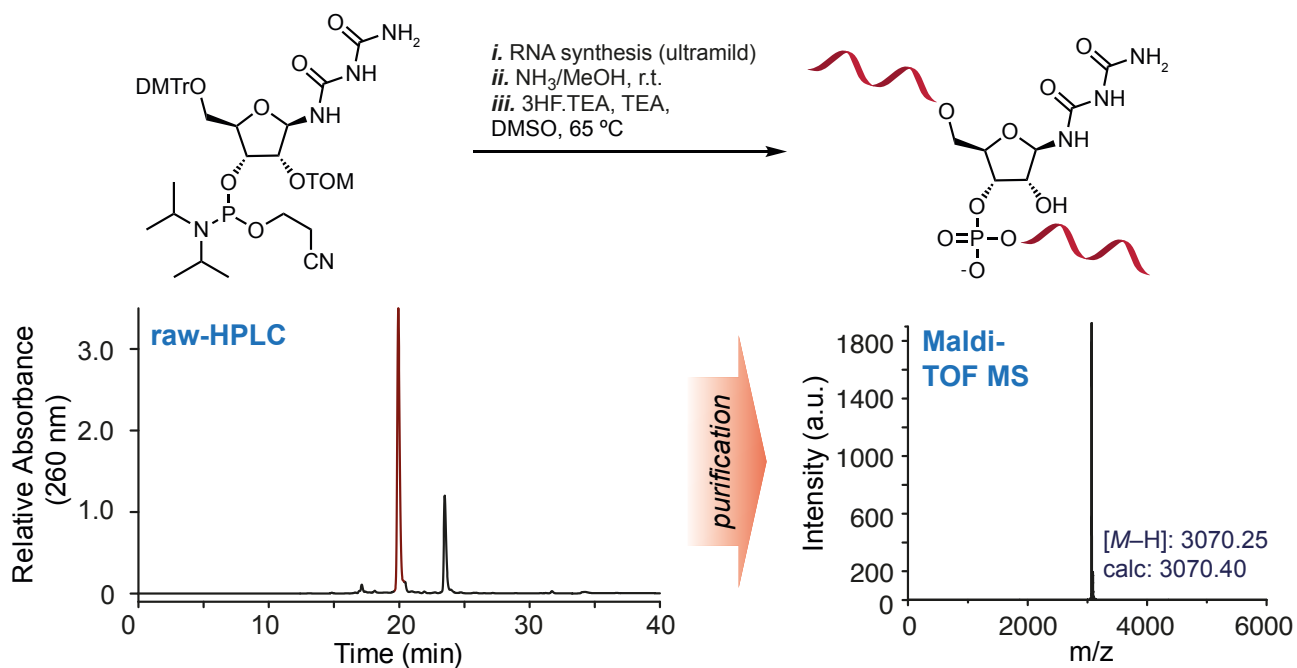 O
NH₂
O
NH
DMTrO
O
NH
O
OTOM
P
N
O
CN
i. RNA synthesis (ultramild)
ii. NH₃/MeOH, r.t.
iii. 3HF.TEA, TEA,
DMSO, 65 ºC
O
NH₂
O
NH
O
O
NH
O
OH
O=P–O
-O
raw-HPLC
Relative Absorbance
(260 nm)
3.0
2.0
1.0
0
0 10 20 30 40
Time (min)
purification
Maldi-
TOF MS
Intensity (a.u.)
1800
1400
1000
600
200
0
[M–H]: 3070.25
calc: 3070.40
0 2000 4000 6000
m/z